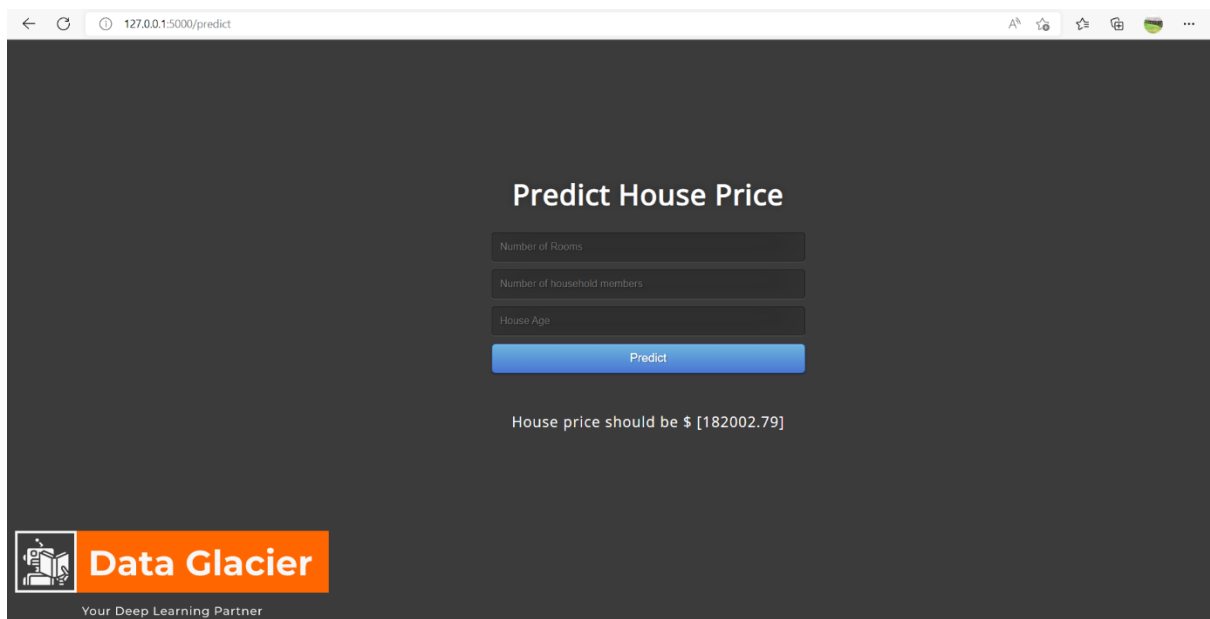 127.0.0.1:5000/predict
Predict House Price
Number of Rooms
Number of household members
House Age
Predict
House price should be $ [182002.79]
Data Glacier
Your Deep Learning Partner